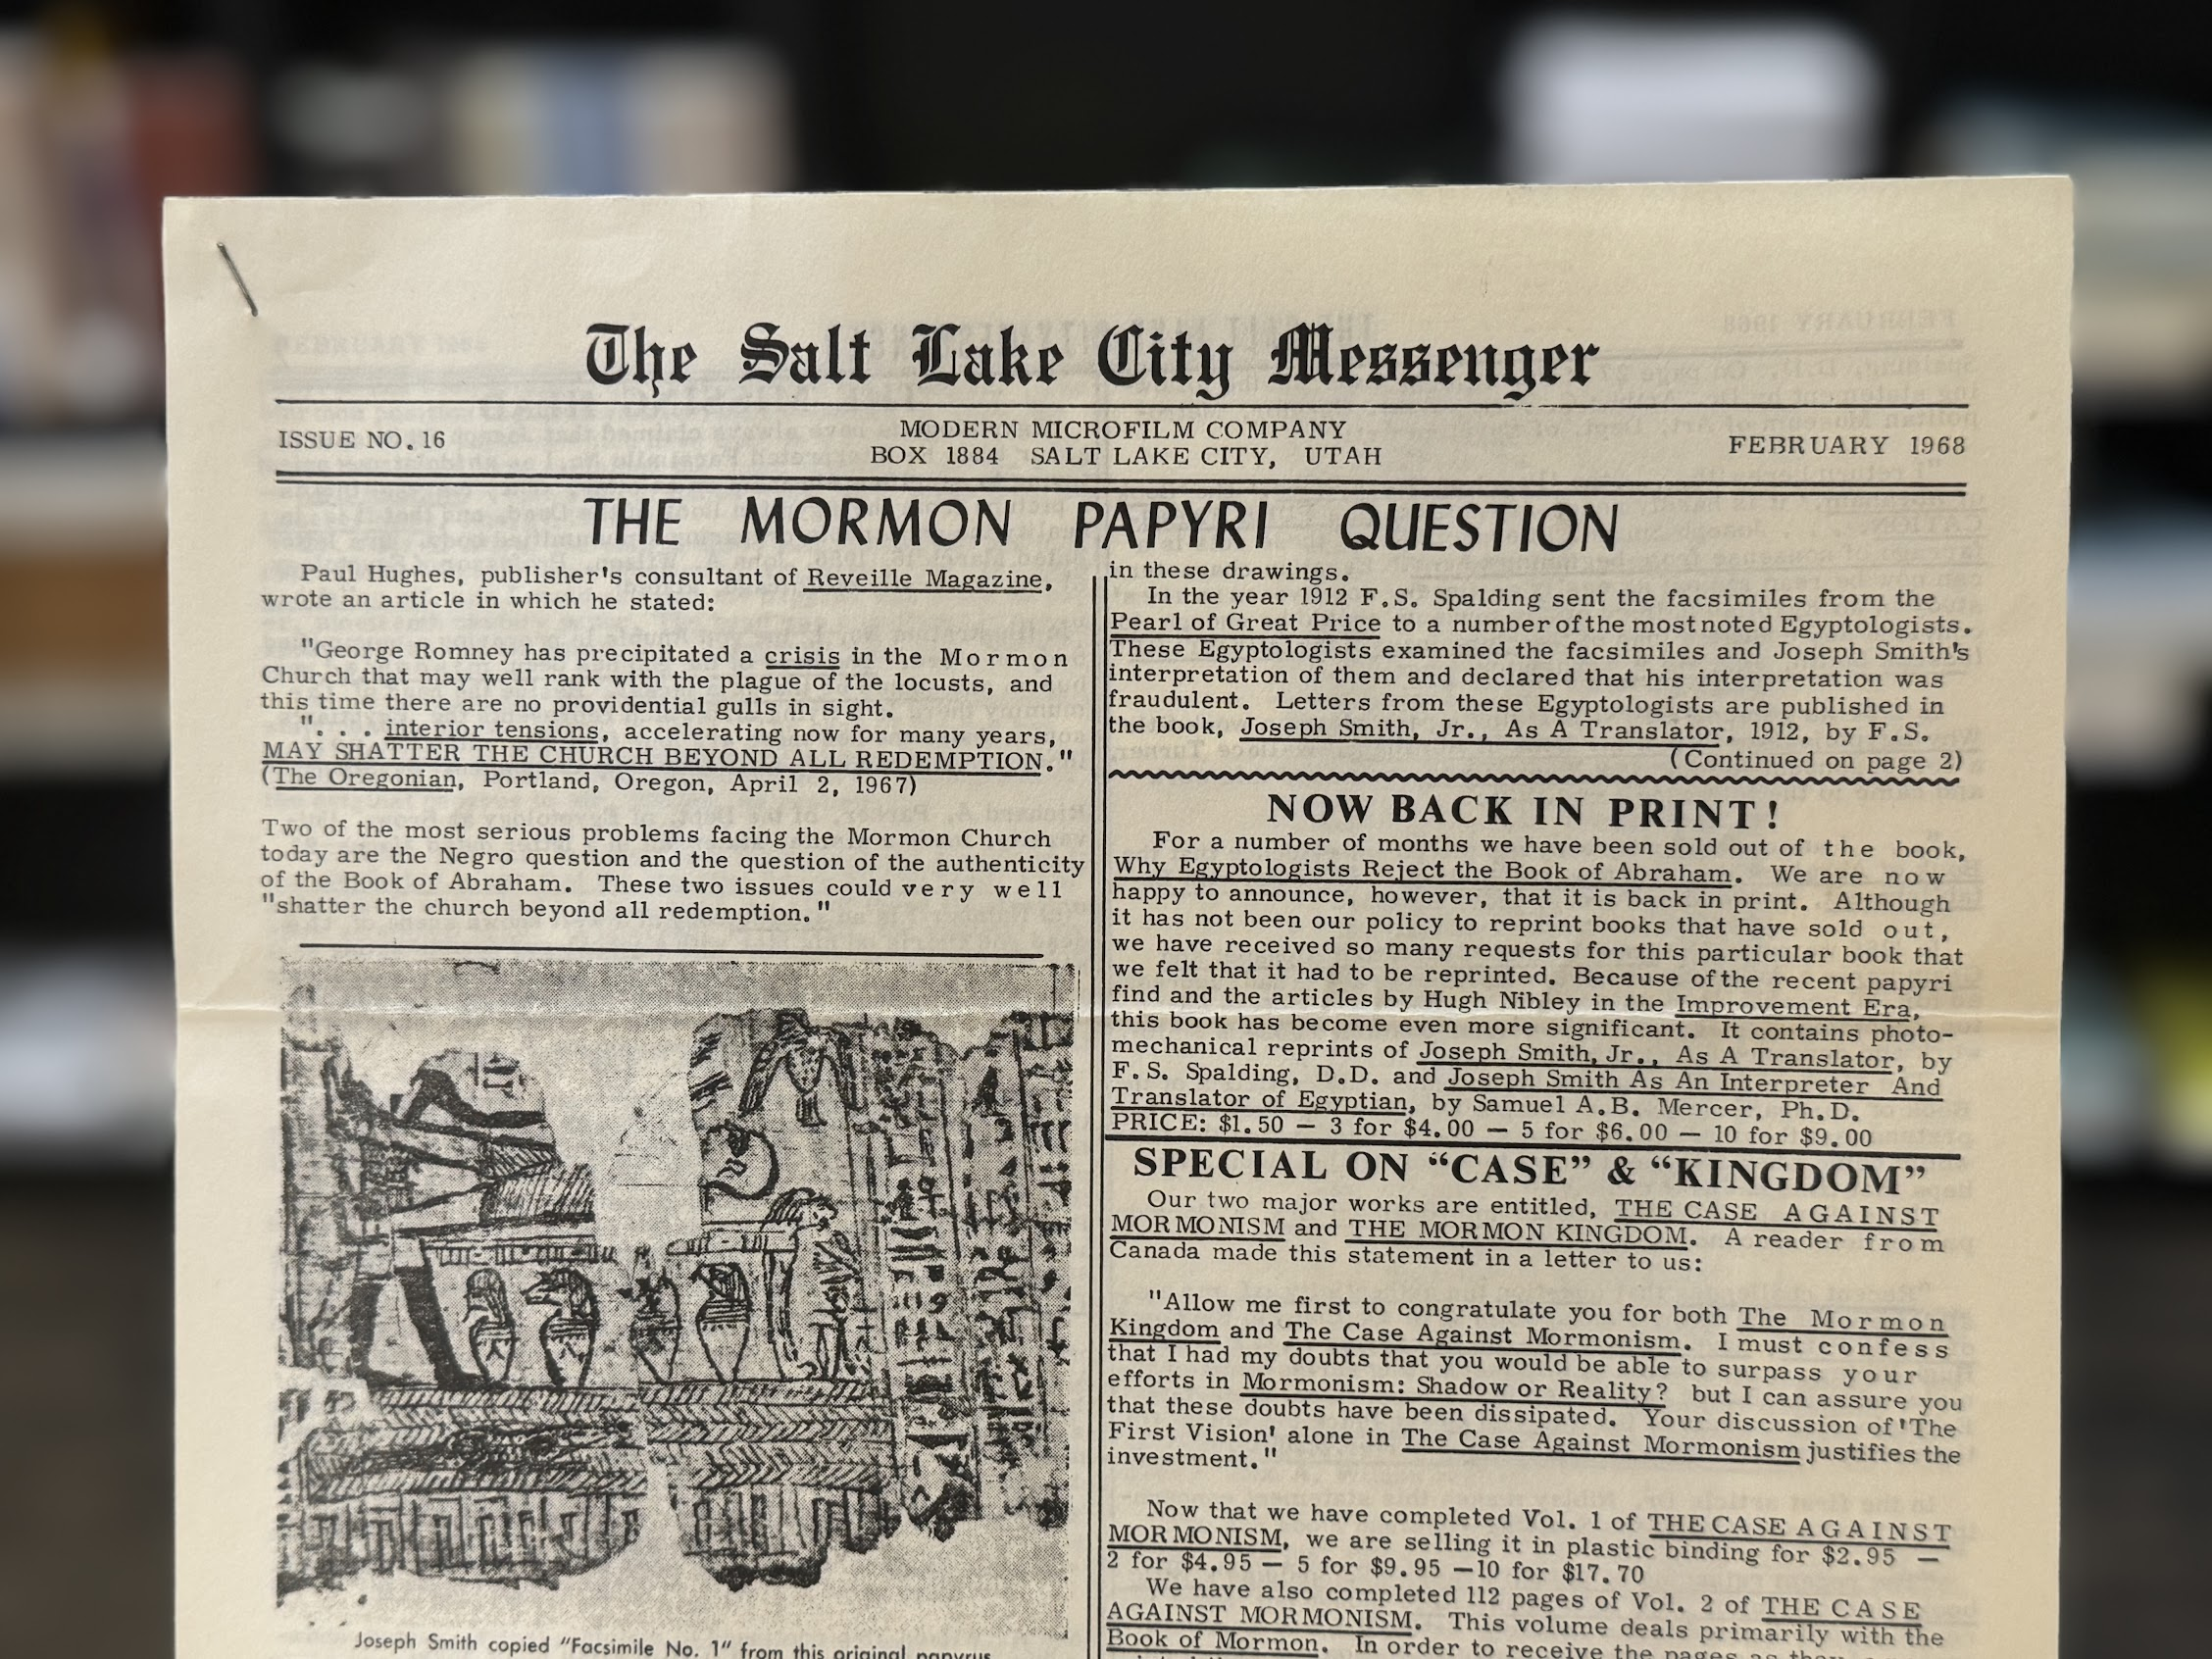 The Salt Lake City Messenger
ISSUE NO. 16
MODERN MICROFILM COMPANY
BOX 1884 SALT LAKE CITY, UTAH
FEBRUARY 1968
THE MORMON PAPYRI QUESTION
Paul Hughes, publisher's consultant of Reveille Magazine,
wrote an article in which he stated:
"George Romney has precipitated a crisis in the Mormon
Church that may well rank with the plague of the locusts, and
this time there are no providential gulls in sight.
". . . interior tensions, accelerating now for many years,
MAY SHATTER THE CHURCH BEYOND ALL REDEMPTION."
(The Oregonian, Portland, Oregon, April 2, 1967)
Two of the most serious problems facing the Mormon Church
today are the Negro question and the question of the authenticity
of the Book of Abraham. These two issues could very well
"shatter the church beyond all redemption."
Joseph Smith copied "Facsimile No. 1" from this original papyrus
in these drawings.
In the year 1912 F.S. Spalding sent the facsimiles from the
Pearl of Great Price to a number of the most noted Egyptologists.
These Egyptologists examined the facsimiles and Joseph Smith's
interpretation of them and declared that his interpretation was
fraudulent. Letters from these Egyptologists are published in
the book, Joseph Smith, Jr., As A Translator, 1912, by F.S.
(Continued on page 2)
NOW BACK IN PRINT!
For a number of months we have been sold out of the book,
Why Egyptologists Reject the Book of Abraham. We are now
happy to announce, however, that it is back in print. Although
it has not been our policy to reprint books that have sold out,
we have received so many requests for this particular book that
we felt that it had to be reprinted. Because of the recent papyri
find and the articles by Hugh Nibley in the Improvement Era,
this book has become even more significant. It contains photo-
mechanical reprints of Joseph Smith, Jr., As A Translator, by
F.S. Spalding, D.D. and Joseph Smith As An Interpreter And
Translator of Egyptian, by Samuel A.B. Mercer, Ph.D.
PRICE: $1.50 — 3 for $4.00 — 5 for $6.00 — 10 for $9.00
SPECIAL ON "CASE" & "KINGDOM"
Our two major works are entitled, THE CASE AGAINST
MORMONISM and THE MORMON KINGDOM. A reader from
Canada made this statement in a letter to us:
"Allow me first to congratulate you for both The Mormon
Kingdom and The Case Against Mormonism. I must confess
that I had my doubts that you would be able to surpass your
efforts in Mormonism: Shadow or Reality? but I can assure you
that these doubts have been dissipated. Your discussion of 'The
First Vision' alone in The Case Against Mormonism justifies the
investment."
Now that we have completed Vol. 1 of THE CASE AGAINST
MORMONISM, we are selling it in plastic binding for $2.95 —
2 for $4.95 — 5 for $9.95 —10 for $17.70
We have also completed 112 pages of Vol. 2 of THE CASE
AGAINST MORMONISM. This volume deals primarily with the
Book of Mormon. In order to receive the pages as they